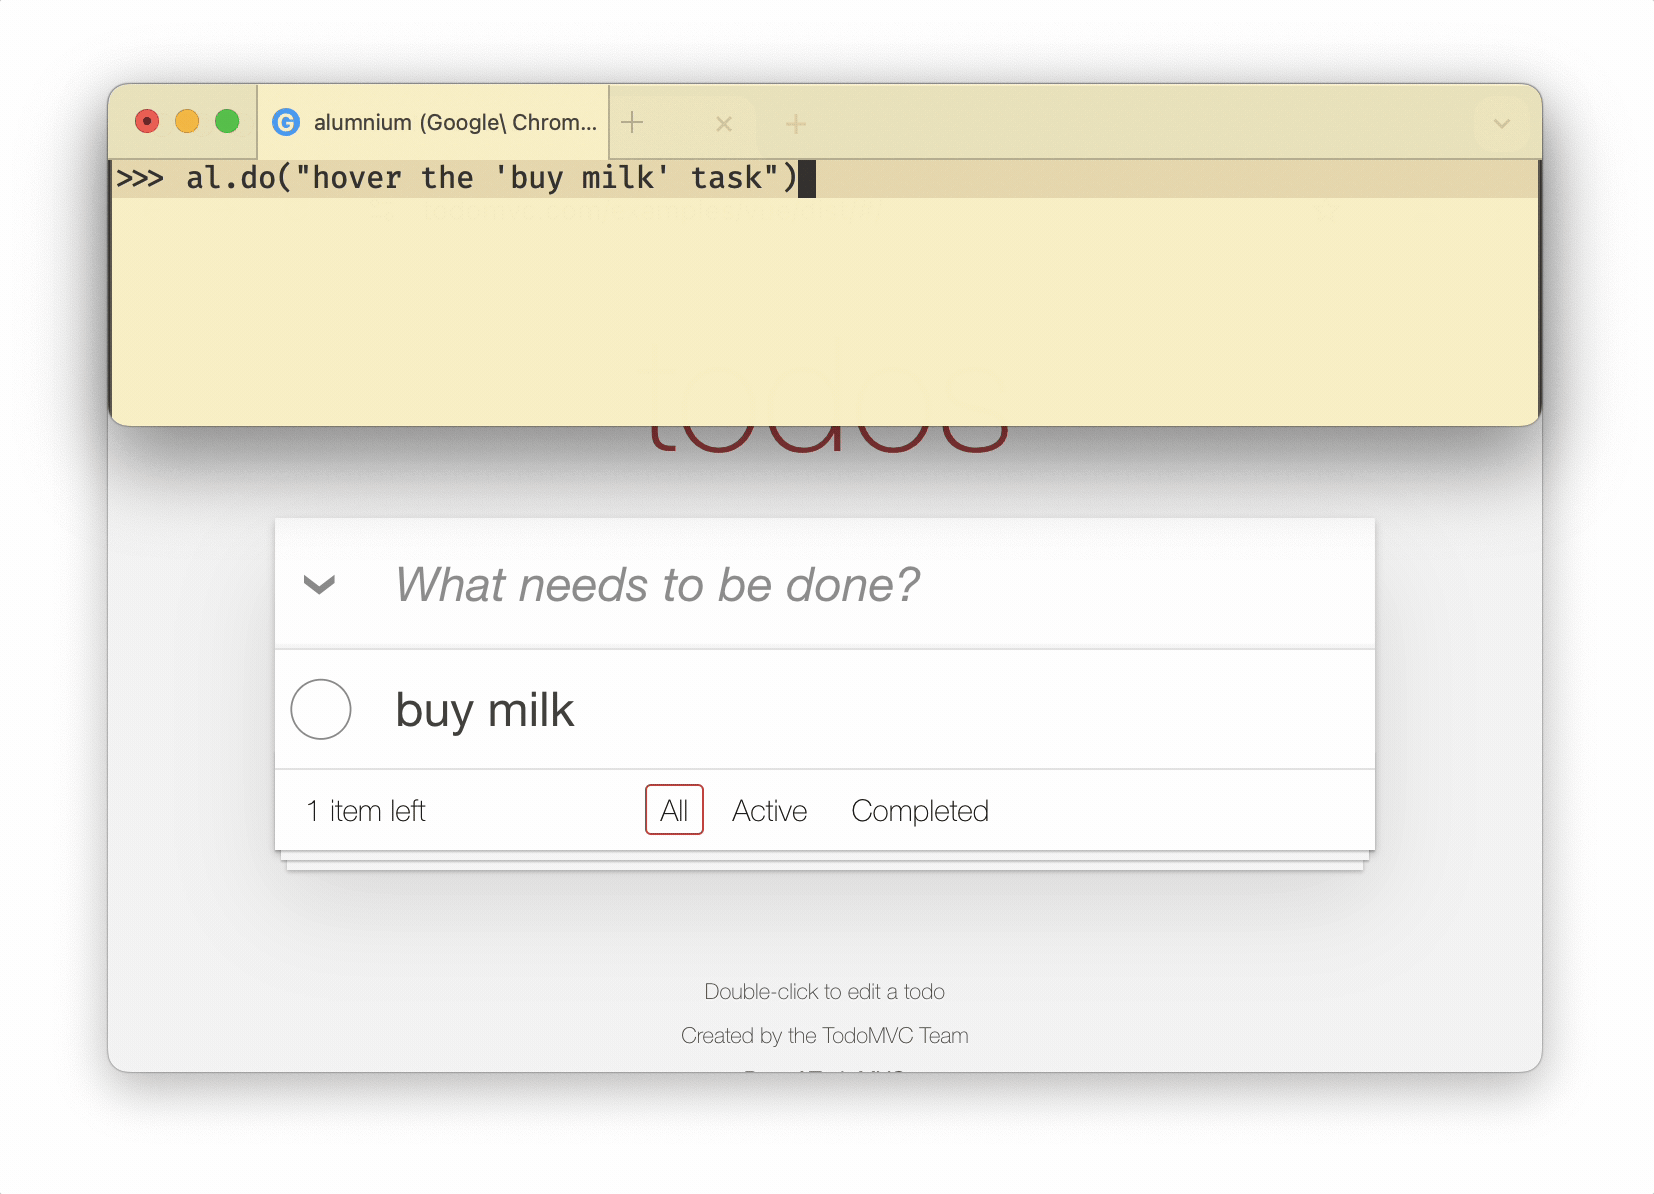 alumnium (Google\ Chrom...
>>> al.do("hover the 'buy milk' task")
todos
What needs to be done?
buy milk
1 item left All Active Completed
Double-click to edit a todo
Created by the TodoMVC Team